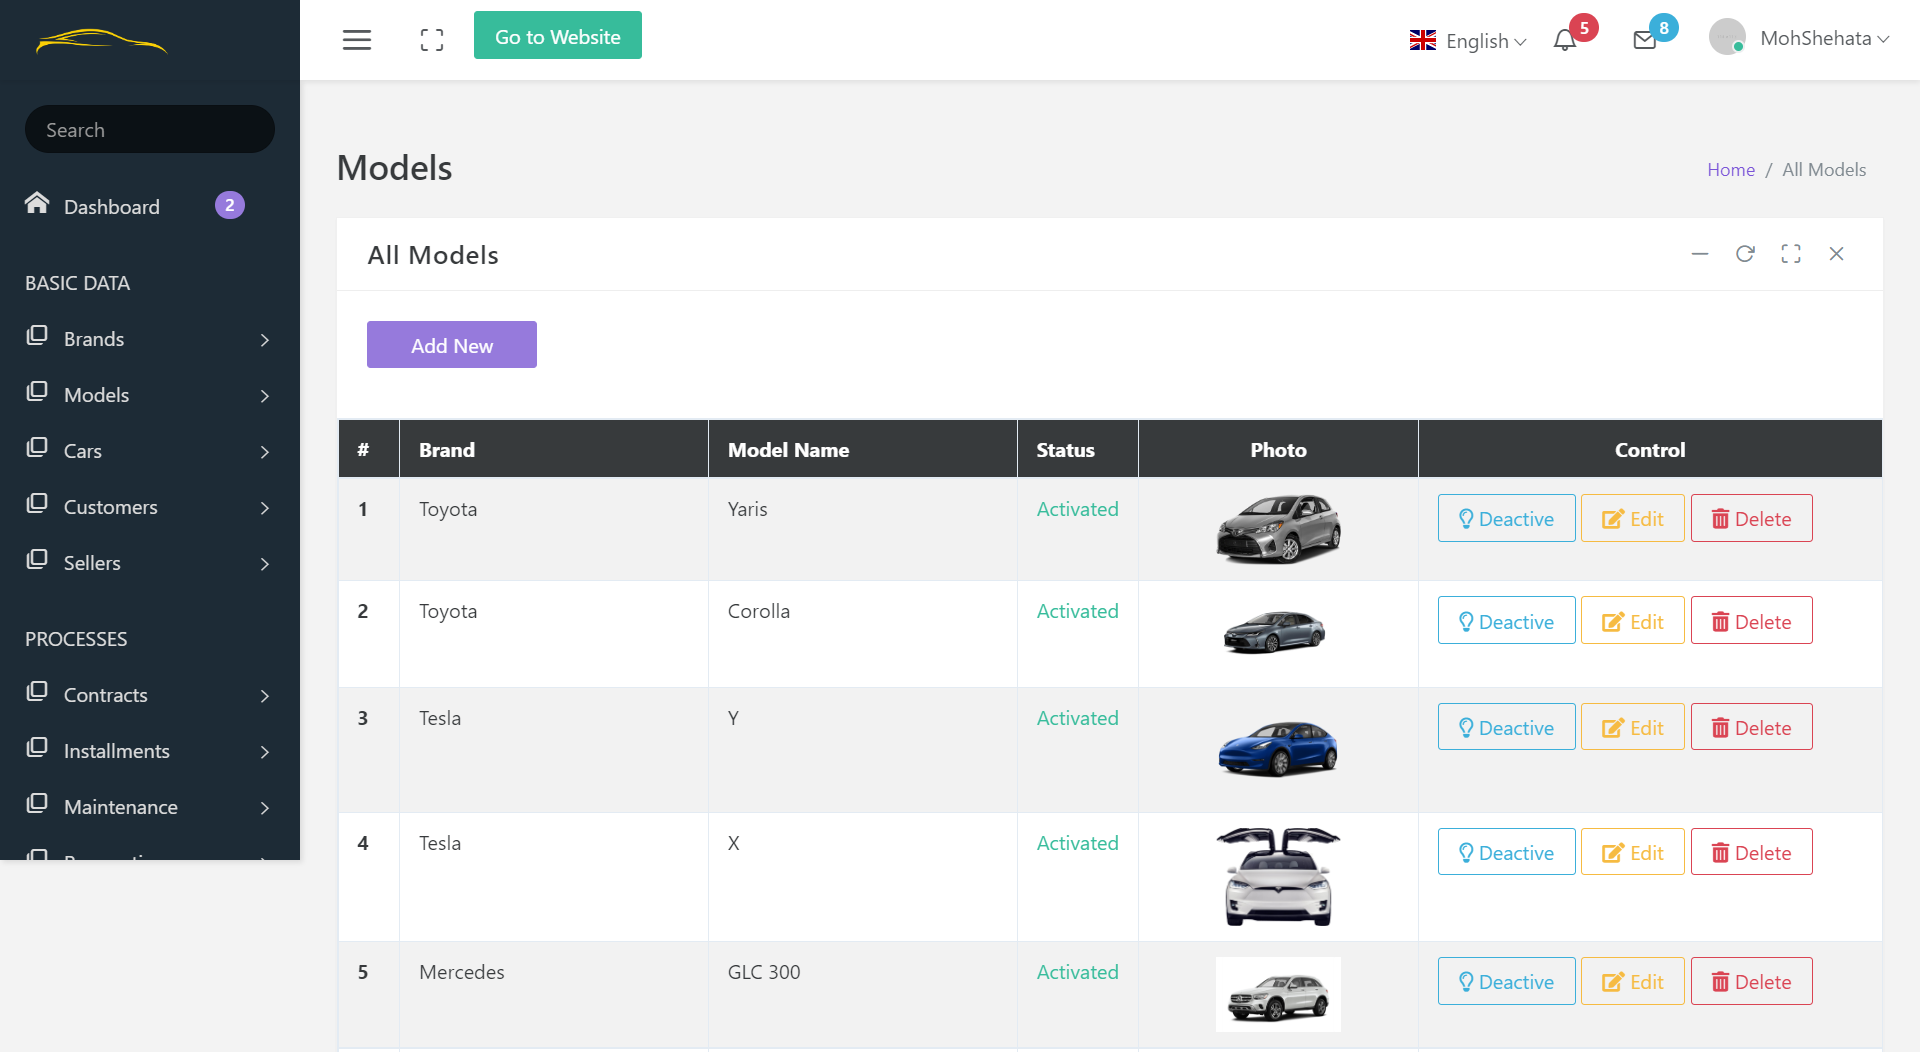 Go to Website
English
5
8
MohShehata
Search
Dashboard 2
BASIC DATA
Brands
Models
Cars
Customers
Sellers
PROCESSES
Contracts
Installments
Maintenance
Models
Home / All Models
All Models
Add New
# Brand Model Name Status Photo Control
1 Toyota Yaris Activated Deactive Edit Delete
2 Toyota Corolla Activated Deactive Edit Delete
3 Tesla Y Activated Deactive Edit Delete
4 Tesla X Activated Deactive Edit Delete
5 Mercedes GLC 300 Activated Deactive Edit Delete